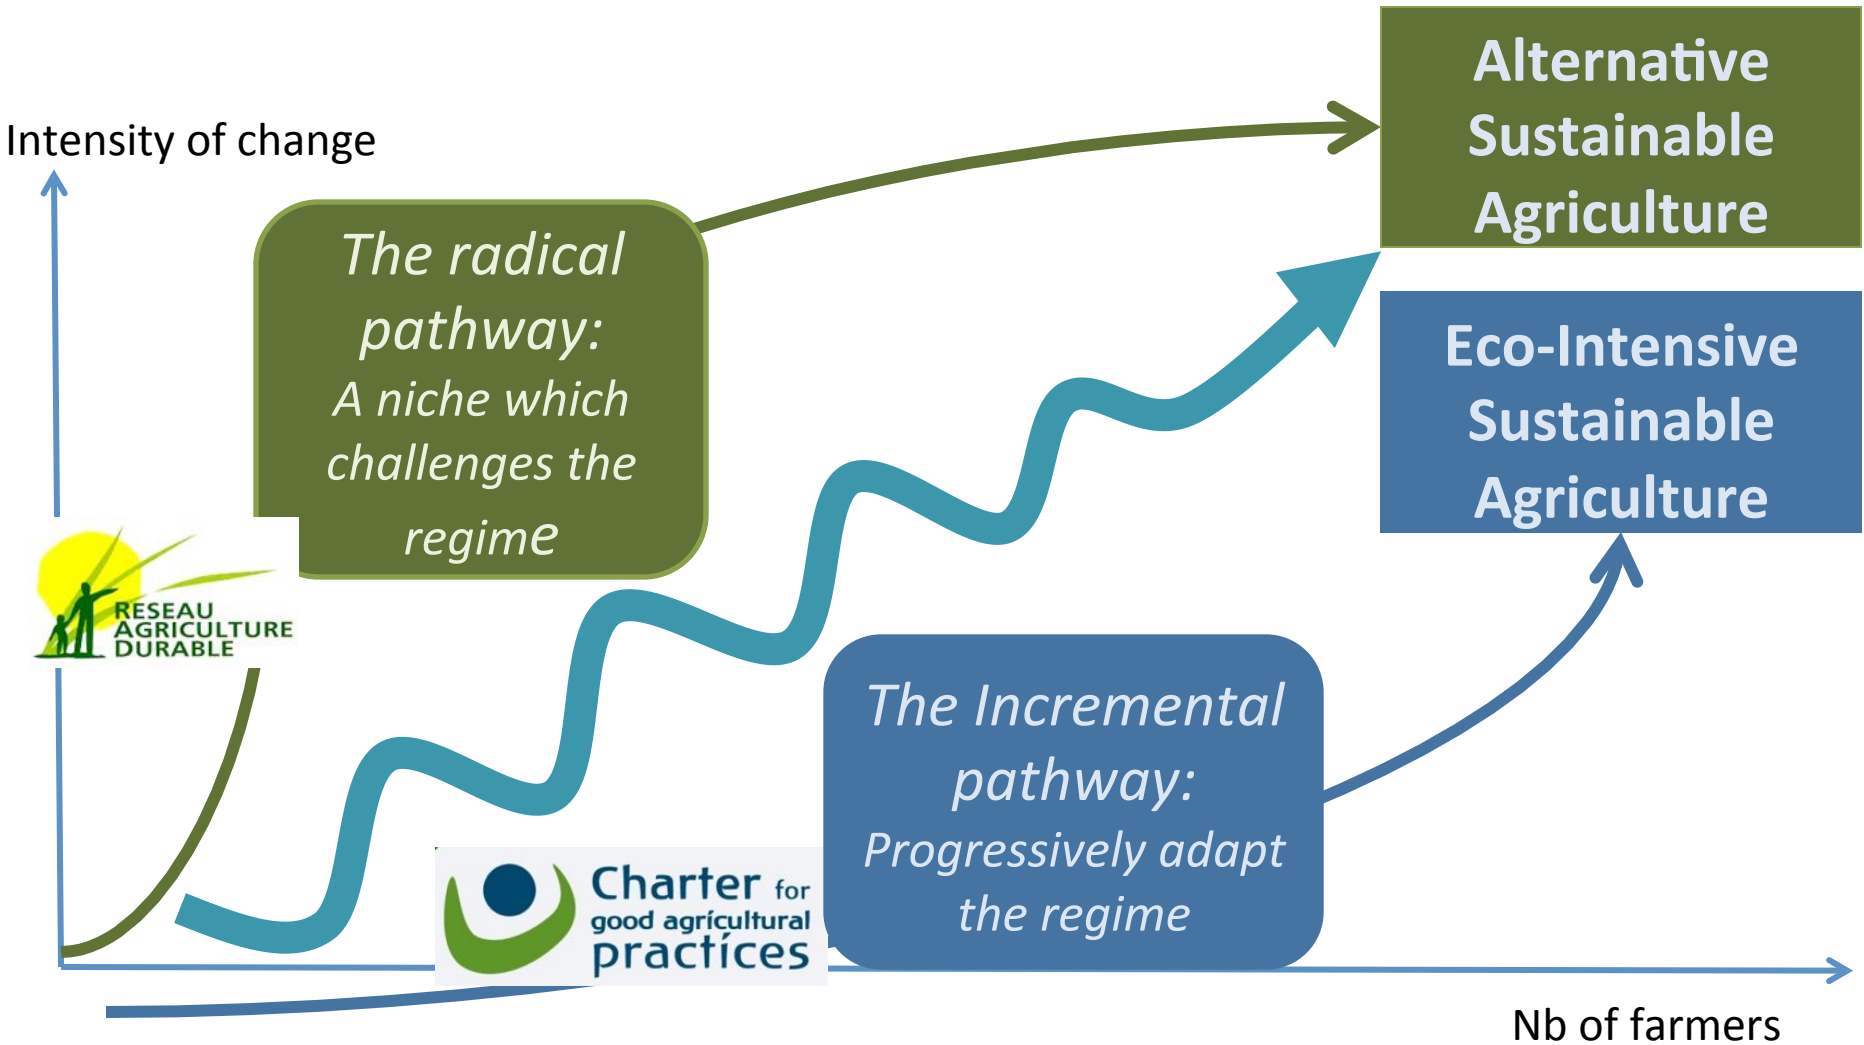 Intensity of change
The radical
pathway:
A niche which
challenges the
regime
Alternative
Sustainable
Agriculture
Eco-Intensive
Sustainable
Agriculture
RESEAU
AGRICULTURE
DURABLE
The Incremental
pathway:
Progressively adapt
the regime
Charter for
good agricultural
practices
Nb of farmers